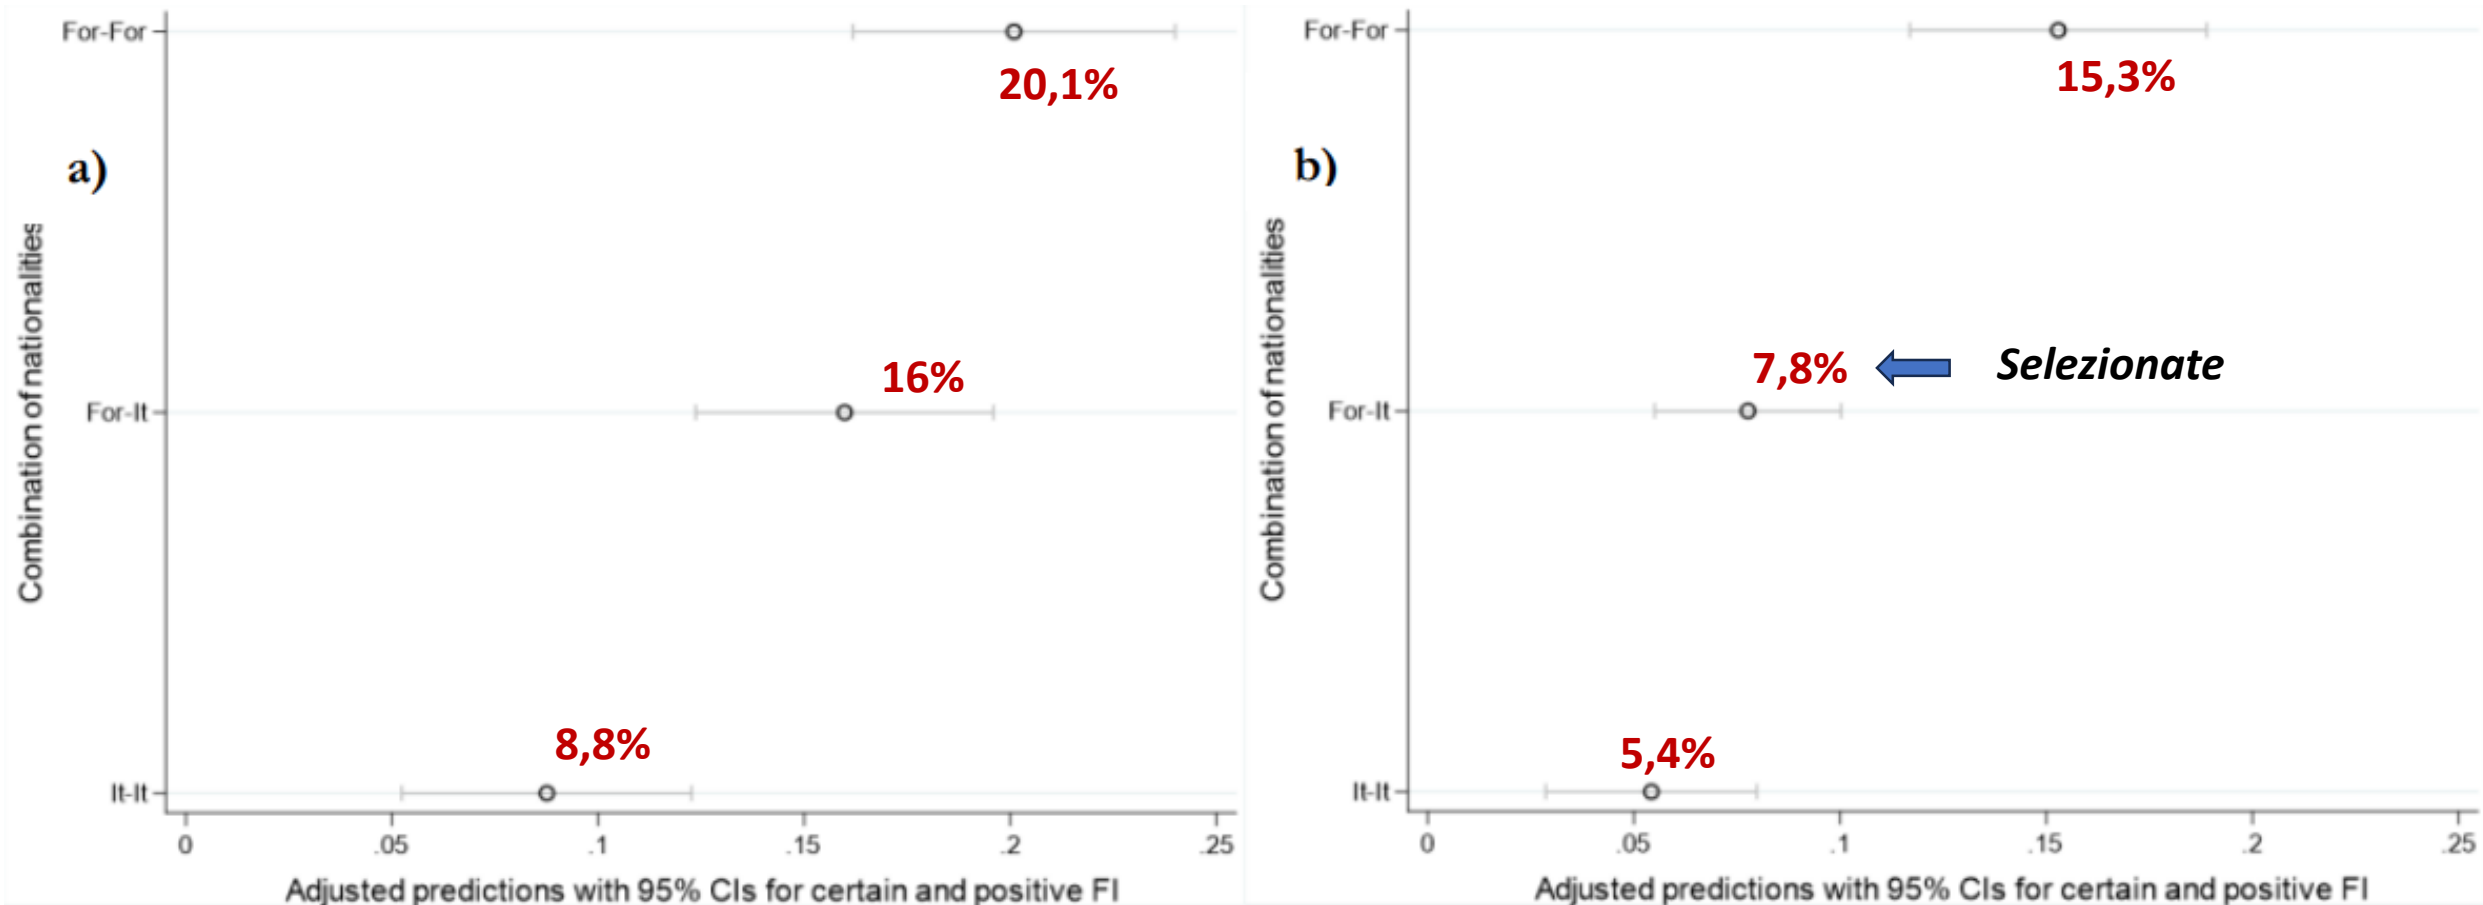 For-For
20,1%
a)
Combination of nationalities
16%
For-It
8,8%
It-It
0 .05 .1 .15 .2 .25
Adjusted predictions with 95% CIs for certain and positive FI
For-For
15,3%
b)
Combination of nationalities
7,8% Selezionate
For-It
5,4%
It-It
0 .05 .1 .15 .2 .25
Adjusted predictions with 95% CIs for certain and positive FI